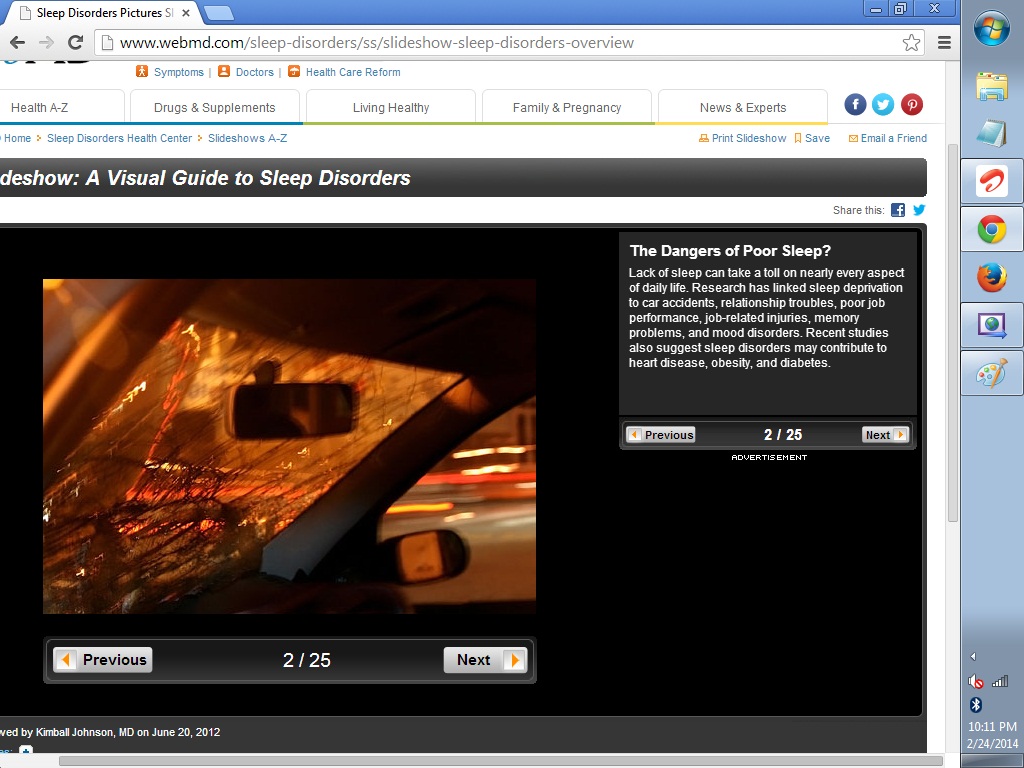 Sleep Disorders Pictures Sl
www.webmd.com/sleep-disorders/ss/slideshow-sleep-disorders-overview
Symptoms | Doctors | Health Care Reform
Health A-Z Drugs & Supplements Living Healthy Family & Pregnancy News & Experts
Home Sleep Disorders Health Center Slideshows A-Z Print Slideshow Save Email a Friend
deshow: A Visual Guide to Sleep Disorders
Share this:
The Dangers of Poor Sleep?
Lack of sleep can take a toll on nearly every aspect
of daily life. Research has linked sleep deprivation
to car accidents, relationship troubles, poor job
performance, job-related injuries, memory
problems, and mood disorders. Recent studies
also suggest sleep disorders may contribute to
heart disease, obesity, and diabetes.
Previous 2 / 25 Next
ADVERTISEMENT
Previous 2 / 25 Next
wed by Kimball Johnson, MD on June 20, 2012
10:11 PM
2/24/2014